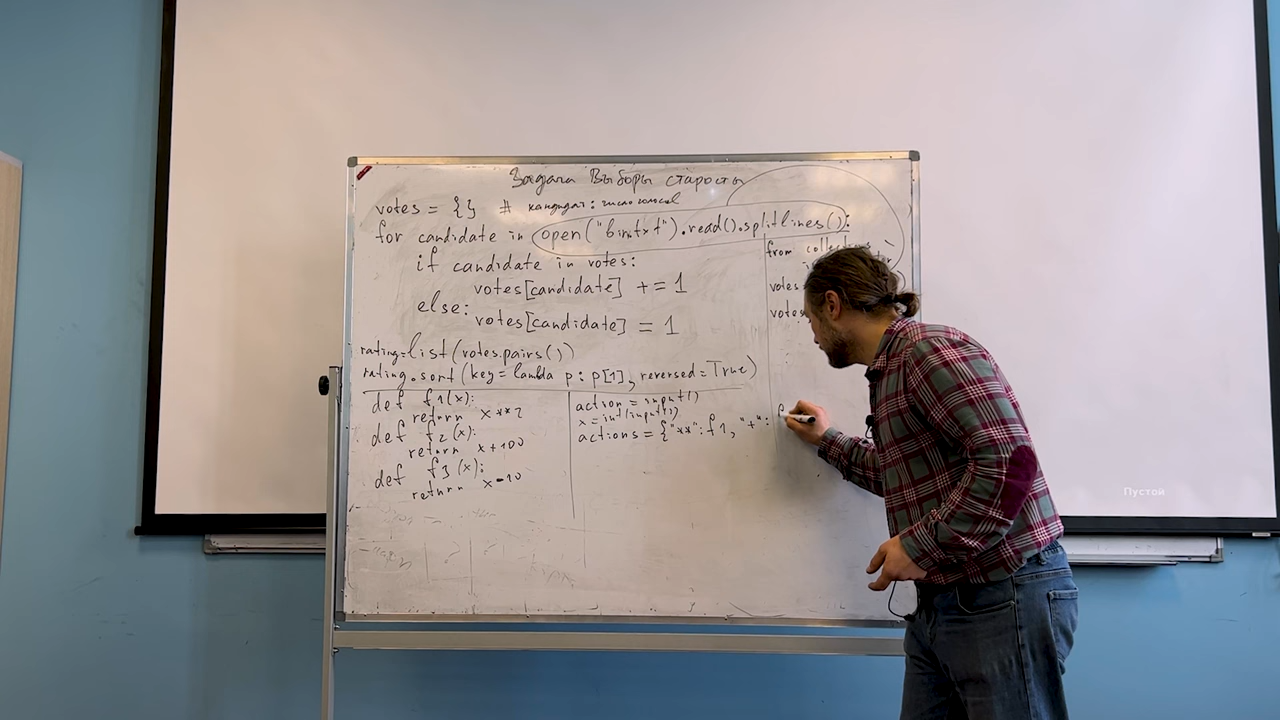 Задача Выборы старосты
votes = {} # кандидат: число голосов
for candidate in open("bintxt").read().splitlines():
if candidate in votes:
votes[candidate] += 1
else:
votes[candidate] = 1
rating=list(votes.pairs())
rating.sort(key=lambda p: p[1], reversed=True)
from
votes
votes
def f1(x):
return x**2
def f2(x):
return x+100
def f3(x):
return x-10
action = input()
x = int(input())
actions = {"**":f1, "+": f
Пустой